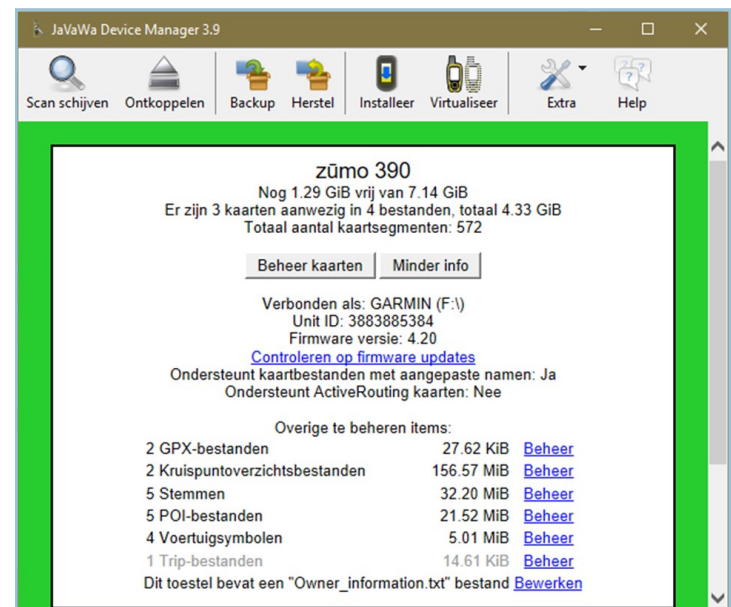 JaVaWa Device Manager 3.9
Scan schijven Ontkoppelen Backup Herstel Installeer Virtualiseer Extra Help
zūmo 390
Nog 1.29 GiB vrij van 7.14 GiB
Er zijn 3 kaarten aanwezig in 4 bestanden, totaal 4.33 GiB
Totaal aantal kaartsegmenten: 572
Beheer kaarten Minder info
Verbonden als: GARMIN (F:\)
Unit ID: 3883885384
Firmware versie: 4.20
Controleren op firmware updates
Ondersteunt kaartbestanden met aangepaste namen: Ja
Ondersteunt ActiveRouting kaarten: Nee
Overige te beheren items:
2 GPX-bestanden 27.62 KiB Beheer
2 Kruispuntoverzichtsbestanden 156.57 MiB Beheer
5 Stemmen 32.20 MiB Beheer
5 POI-bestanden 21.52 MiB Beheer
4 Voertuigsymbolen 5.01 MiB Beheer
1 Trip-bestanden 14.61 KiB Beheer
Dit toestel bevat een "Owner_information.txt" bestand Bewerken